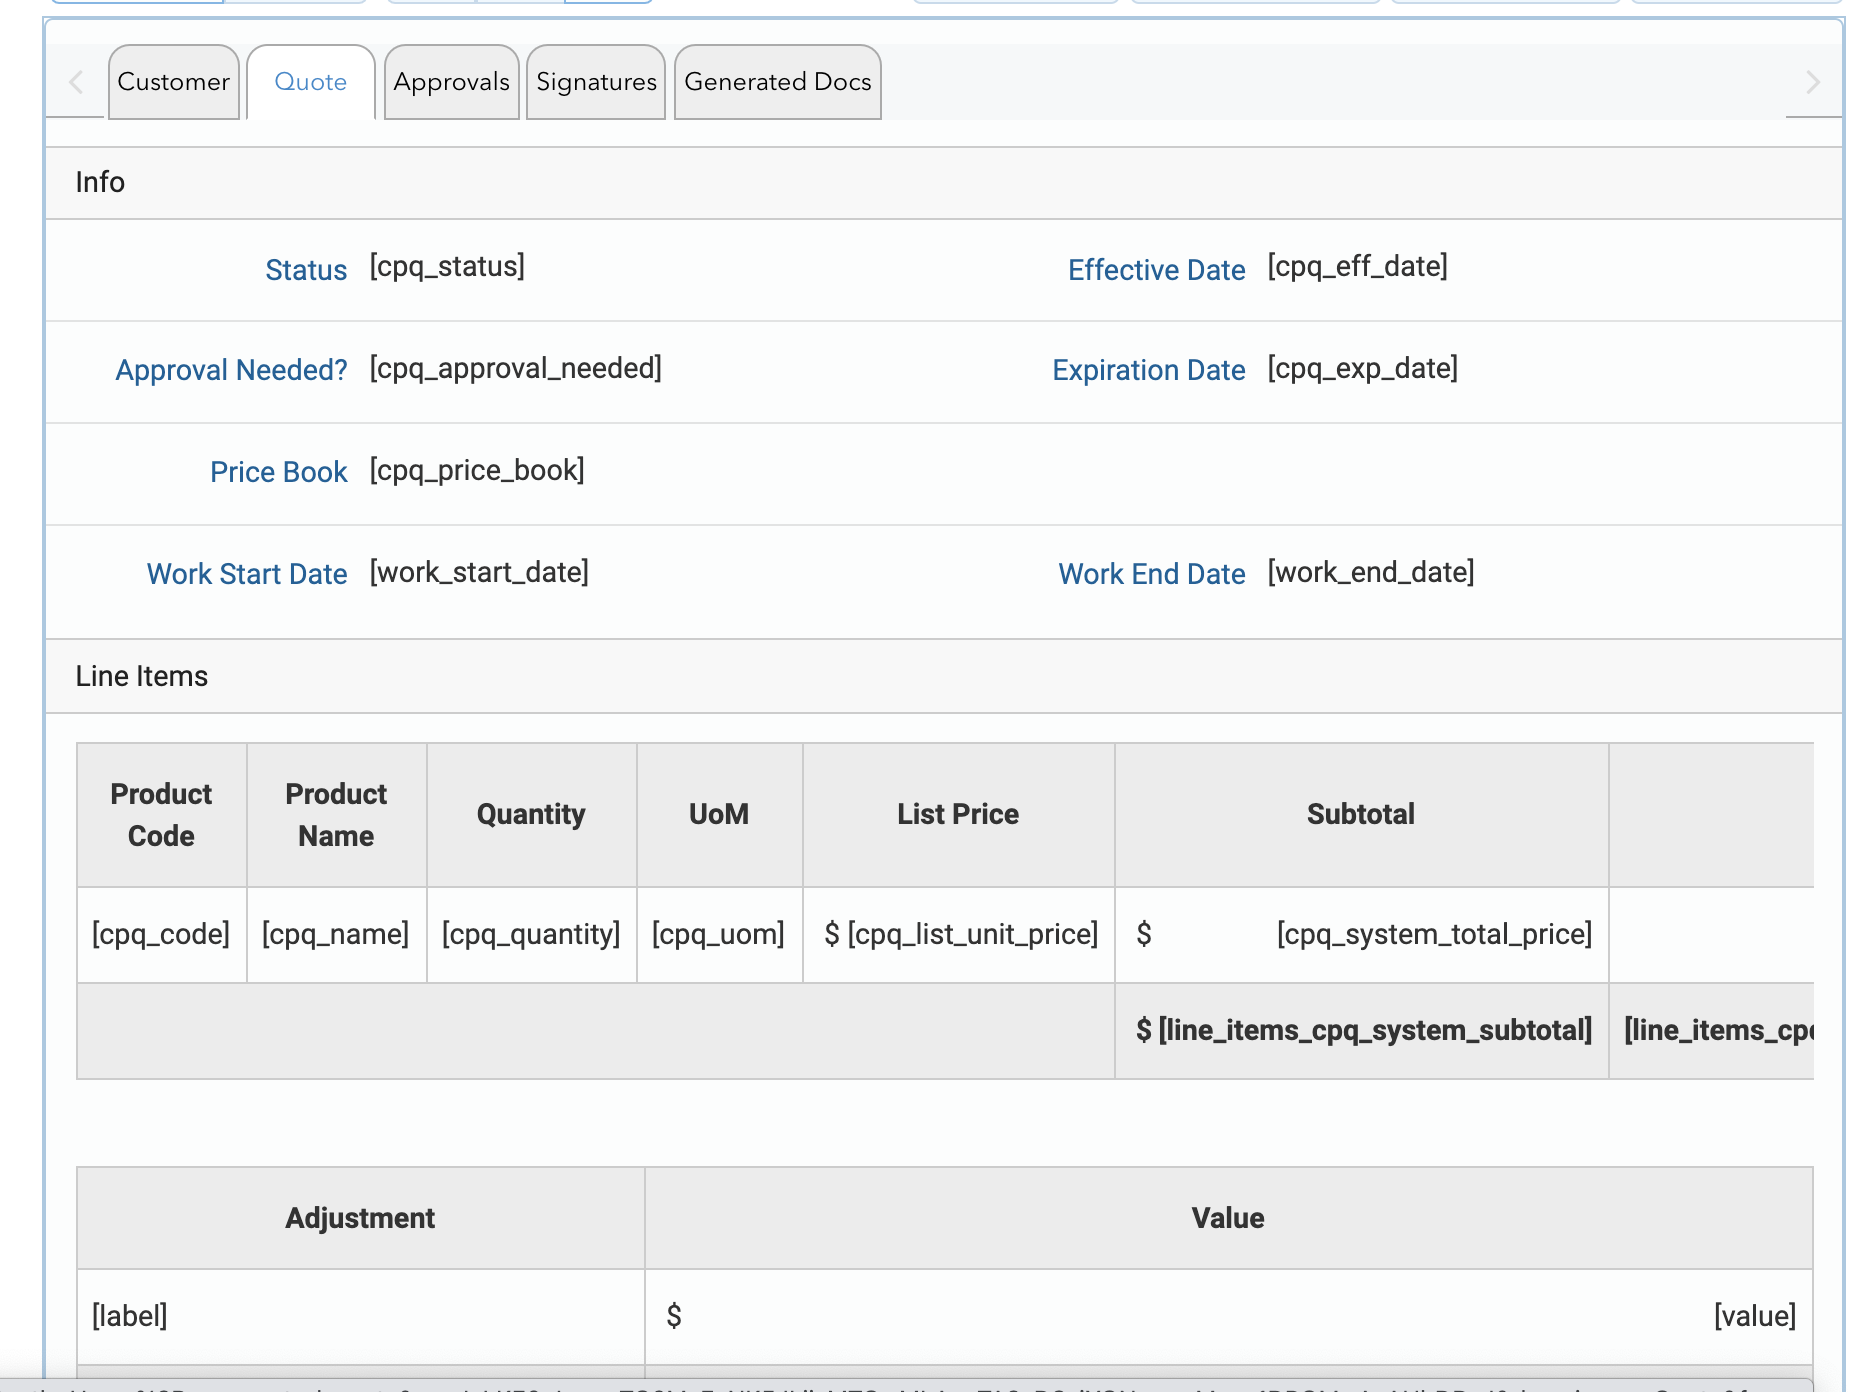 Customer Quote Approvals Signatures Generated Docs
Info
Status [cpq_status] Effective Date [cpq_eff_date]
Approval Needed? [cpq_approval_needed] Expiration Date [cpq_exp_date]
Price Book [cpq_price_book]
Work Start Date [work_start_date] Work End Date [work_end_date]
Line Items
Product Code Product Name Quantity UoM List Price Subtotal
[cpq_code] [cpq_name] [cpq_quantity] [cpq_uom] $ [cpq_list_unit_price] $ [cpq_system_total_price]
$ [line_items_cpq_system_subtotal] [line_items_cp
Adjustment Value
[label] $ [value]